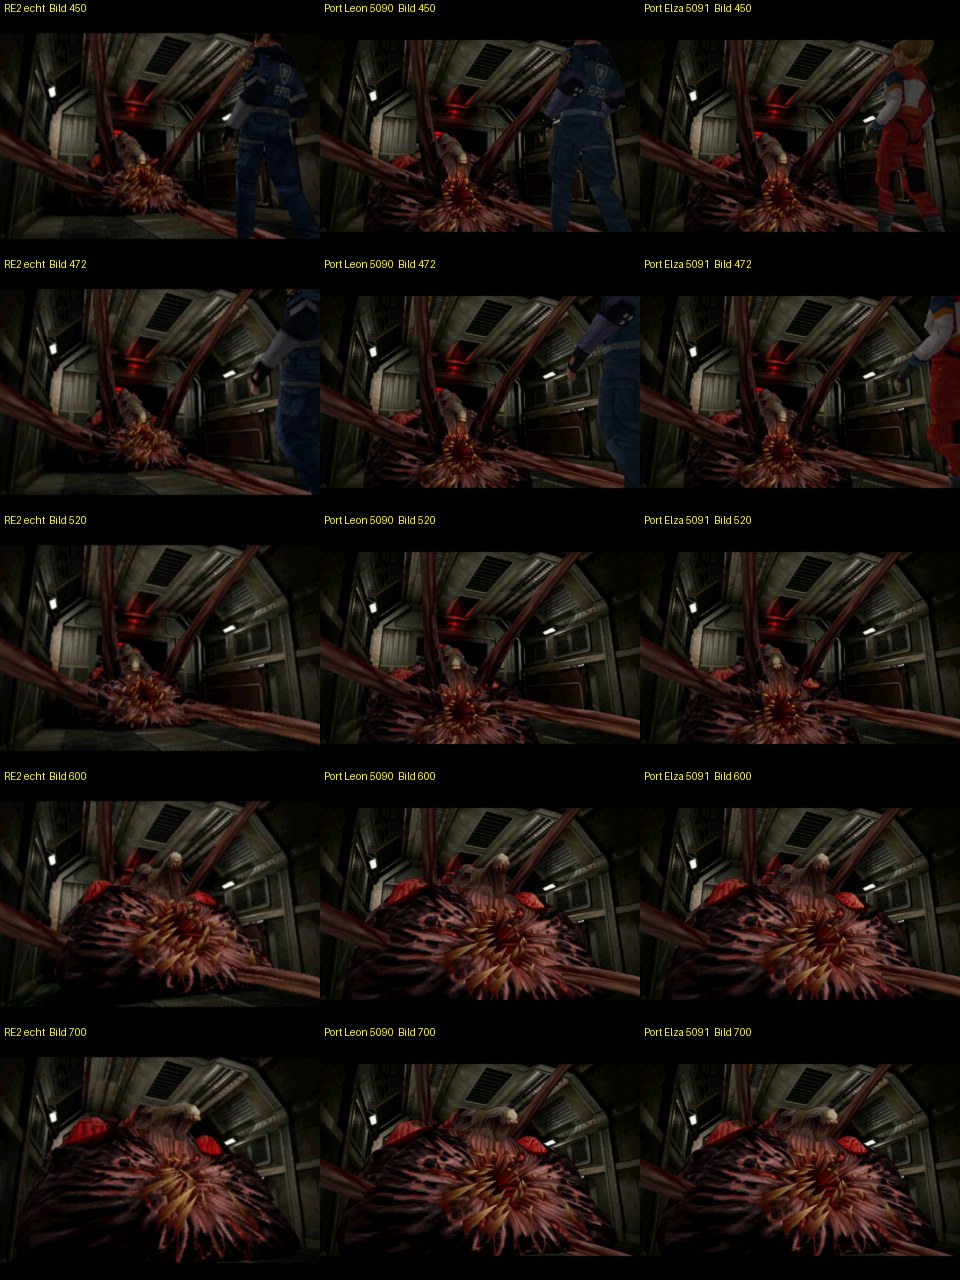 RE2 echt Bild 450
Port Leon 5090 Bild 450
Port Elza 5091 Bild 450
R.P.D.
RPD
RE2 echt Bild 472
Port Leon 5090 Bild 472
Port Elza 5091 Bild 472
RE2 echt Bild 520
Port Leon 5090 Bild 520
Port Elza 5091 Bild 520
RE2 echt Bild 600
Port Leon 5090 Bild 600
Port Elza 5091 Bild 600
RE2 echt Bild 700
Port Leon 5090 Bild 700
Port Elza 5091 Bild 700